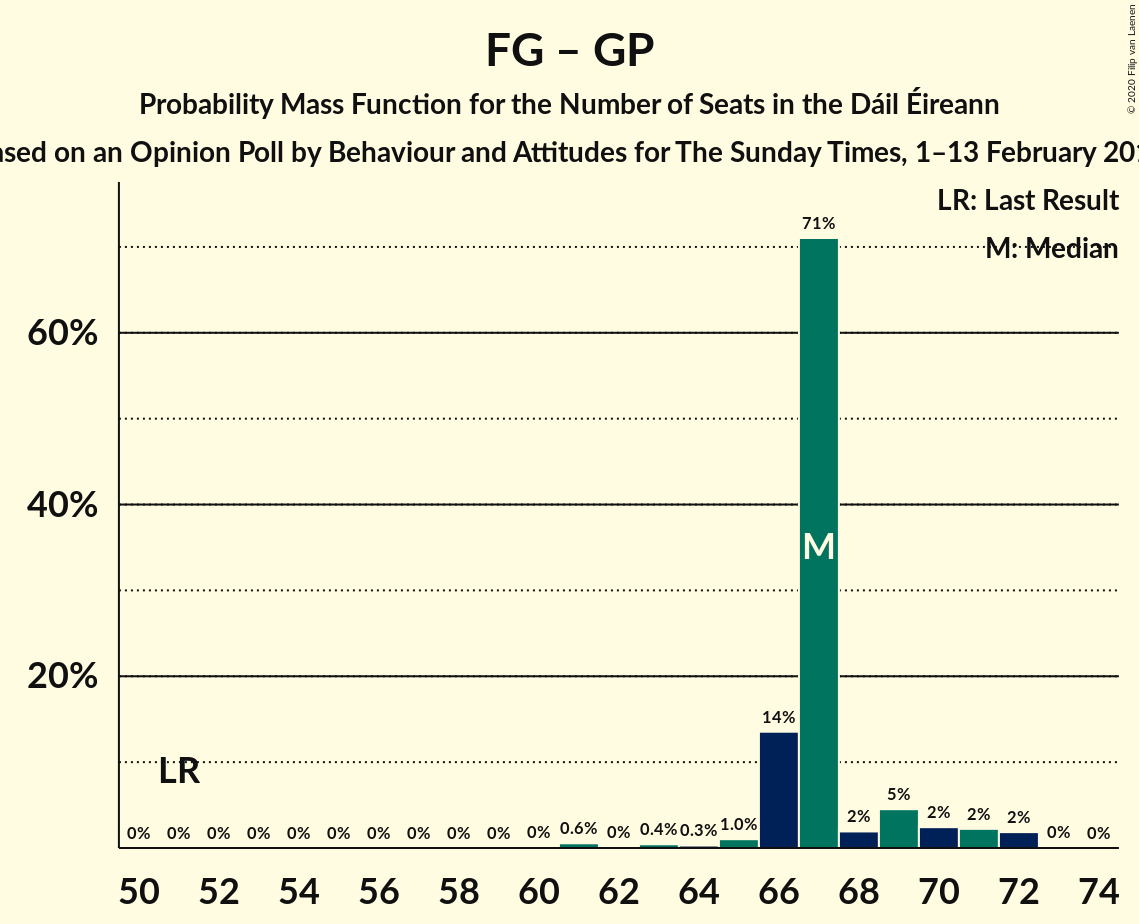 FG – GP
Probability Mass Function for the Number of Seats in the Dáil Éireann
on an Opinion Poll by Behaviour and Attitudes for The Sunday Times, 1–13 February
© 2020 Filip van Laenen
LR: Last Result
M: Median
60%
40%
20%
71%
M
14%
LR
0% 0% 0% 0% 0% 0% 0% 0% 0% 0% 0% 0.6% 0% 0.4% 0.3% 1.0% 2% 5% 2% 2% 2% 0% 0%
50 52 54 56 58 60 62 64 66 68 70 72 74